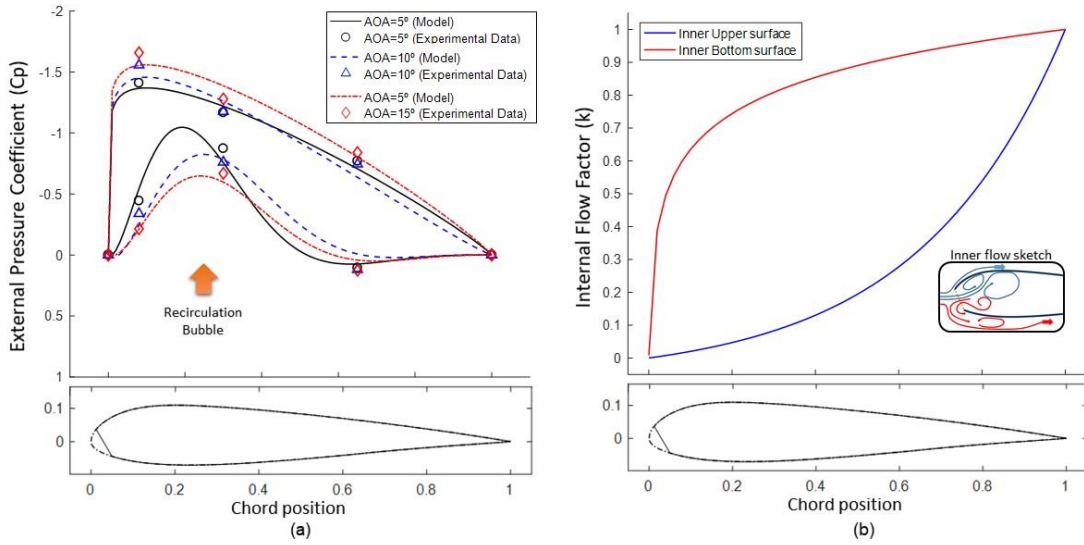 -2
-1.5
-1
-0.5
0
0.5
1
External Pressure Coefficient (Cp)
AOA=5º (Model)
AOA=5º (Experimental Data)
AOA=10º (Model)
AOA=10º (Experimental Data)
AOA=5º (Model)
AOA=15º (Experimental Data)
Recirculation
Bubble
0.1
0
0 0.2 0.4 0.6 0.8 1
Chord position
(a)
1
0.9
0.8
0.7
0.6
0.5
0.4
0.3
0.2
0.1
0
Internal Flow Factor (k)
Inner Upper surface
Inner Bottom surface
Inner flow sketch
0.1
0
0 0.2 0.4 0.6 0.8 1
Chord position
(b)